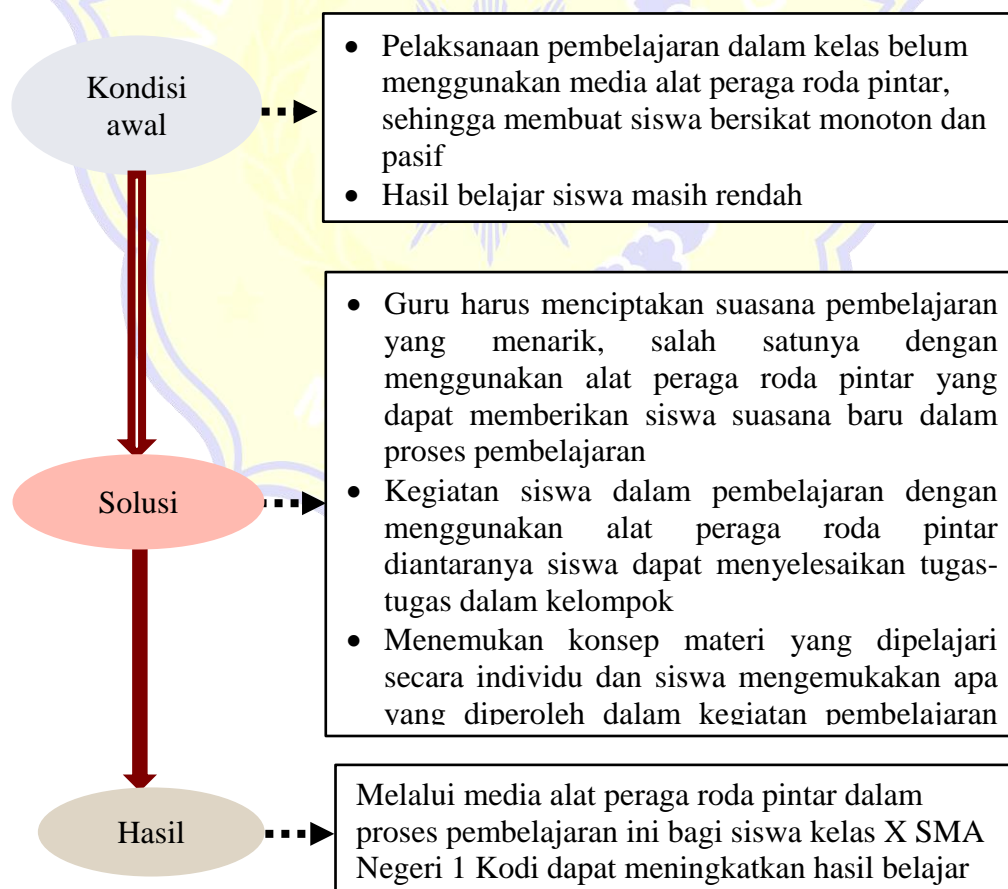 Kondisi
awal
• Pelaksanaan pembelajaran dalam kelas belum
menggunakan media alat peraga roda pintar,
sehingga membuat siswa bersikat monoton dan
pasif
• Hasil belajar siswa masih rendah
Solusi
• Guru harus menciptakan suasana pembelajaran
yang menarik, salah satunya dengan
menggunakan alat peraga roda pintar yang
dapat memberikan siswa suasana baru dalam
proses pembelajaran
• Kegiatan siswa dalam pembelajaran dengan
menggunakan alat peraga roda pintar
diantaranya siswa dapat menyelesaikan tugas-
tugas dalam kelompok
• Menemukan konsep materi yang dipelajari
secara individu dan siswa mengemukakan apa
yang diperoleh dalam kegiatan pembelajaran
Hasil
Melalui media alat peraga roda pintar dalam
proses pembelajaran ini bagi siswa kelas X SMA
Negeri 1 Kodi dapat meningkatkan hasil belajar